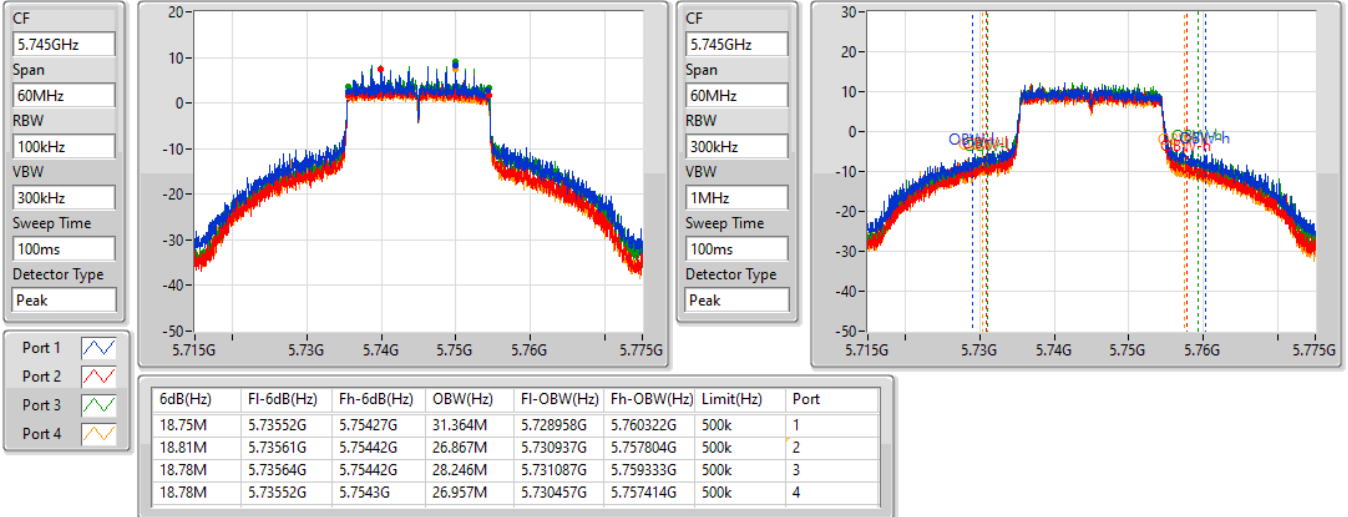 CF
5.745GHz
Span
60MHz
RBW
100kHz
VBW
300kHz
Sweep Time
100ms
Detector Type
Peak
20
10
0
-10
-20
-30
-40
-50
5.715G 5.73G 5.74G 5.75G 5.76G 5.775G
CF
5.745GHz
Span
60MHz
RBW
300kHz
VBW
1MHz
Sweep Time
100ms
Detector Type
Peak
30
20
10
0
-10
-20
-30
-40
-50
5.715G 5.73G 5.74G 5.75G 5.76G 5.775G
Port 1
Port 2
Port 3
Port 4
6dB(Hz) Fl-6dB(Hz) Fh-6dB(Hz) OBW(Hz) Fl-OBW(Hz) Fh-OBW(Hz) Limit(Hz) Port
18.75M 5.73552G 5.75427G 31.364M 5.728958G 5.760322G 500k 1
18.81M 5.73561G 5.75442G 26.867M 5.730937G 5.757804G 500k 2
18.78M 5.73564G 5.75442G 28.246M 5.731087G 5.759333G 500k 3
18.78M 5.73552G 5.7543G 26.957M 5.730457G 5.757414G 500k 4